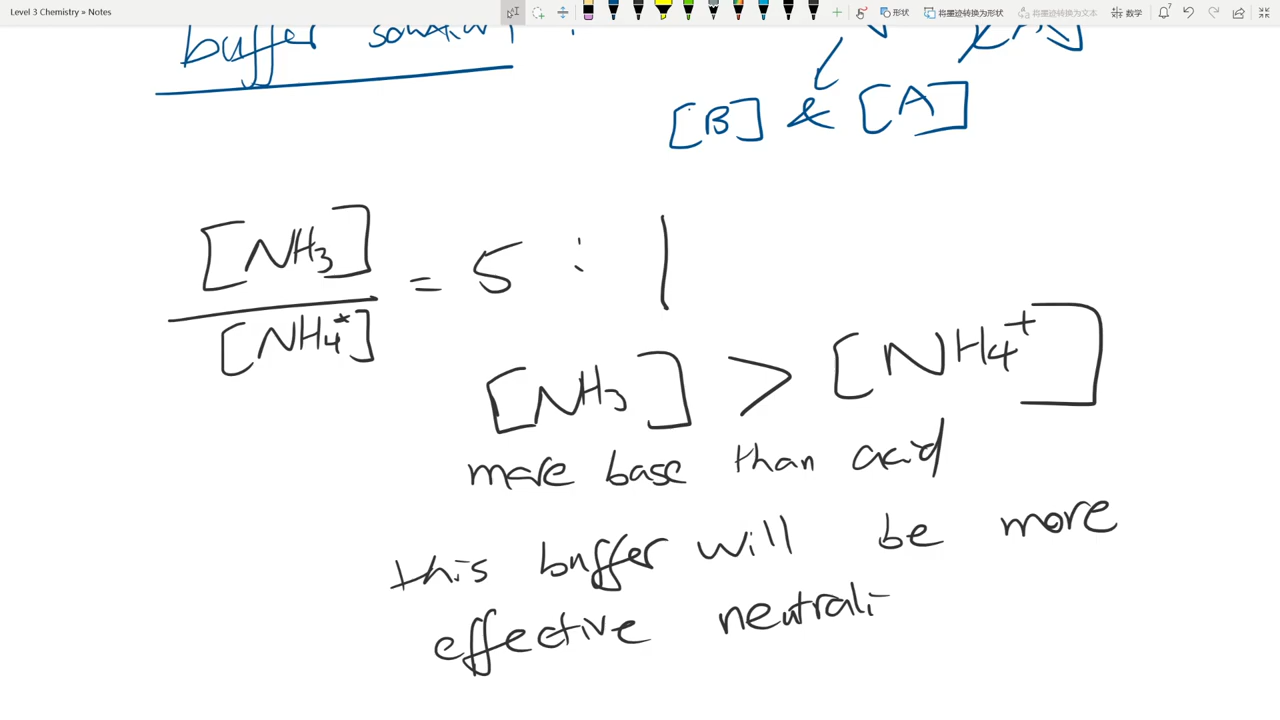 Level 3 Chemistry » Notes
形状
将墨迹转换为形状
将墨迹转换为文本
数学
buffer
[B] & [A]
[NH3]
[NH4+] = 5 : 1
[NH3] > [NH4+]
more base than acid
this buffer will be more
effective neutrali